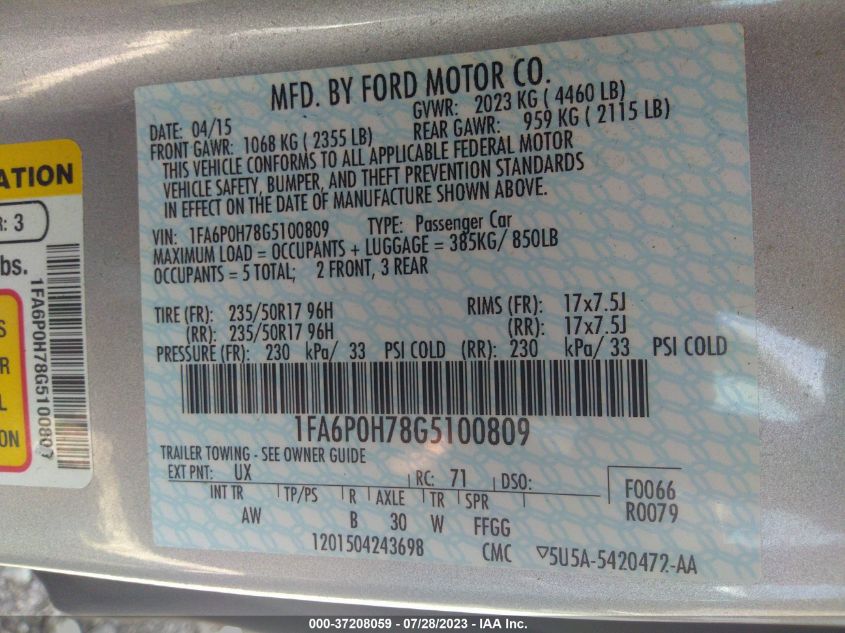 MFD. BY FORD MOTOR CO.
DATE: 04/15 GVWR: 2023 KG ( 4460 LB)
FRONT GAWR: 1068 KG ( 2355 LB) REAR GAWR: 959 KG ( 2115 LB)
THIS VEHICLE CONFORMS TO ALL APPLICABLE FEDERAL MOTOR
VEHICLE SAFETY, BUMPER, AND THEFT PREVENTION STANDARDS
IN EFFECT ON THE DATE OF MANUFACTURE SHOWN ABOVE.
VIN: 1FA6P0H78G5100809 TYPE: Passenger Car
MAXIMUM LOAD = OCCUPANTS + LUGGAGE = 385KG/ 850LB
OCCUPANTS = 5 TOTAL; 2 FRONT, 3 REAR
TIRE (FR): 235/50R17 96H RIMS (FR): 17x7.5J
(RR): 235/50R17 96H (RR): 17x7.5J
PRESSURE (FR): 230 kPa/ 33 PSI COLD (RR): 230 kPa/ 33 PSI COLD
1FA6P0H78G5100809
TRAILER TOWING - SEE OWNER GUIDE
EXT PNT: UX RC: 71 DSO:
INT TR TP/PS R AXLE TR SPR
AW B 30 W FFGG
F0066
R0079
1201504243698 CMC 5U5A-5420472-AA
ATION
R: 3
bs.
S
R
L
ON
1FA6P0H78G5100809
000-37208059 — 07/28/2023 — IAA Inc.